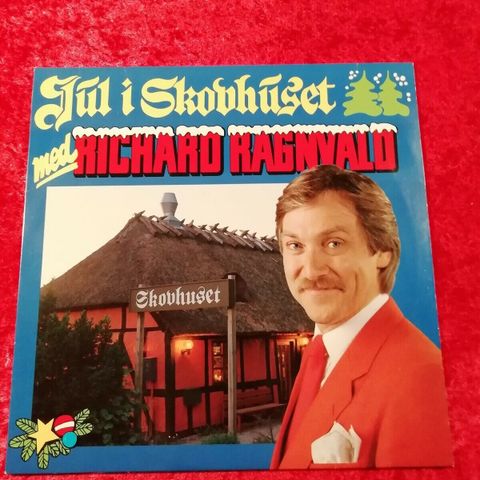 Jul i Skovhuset
med
RICHARD RAGNVALD
Skovhuset